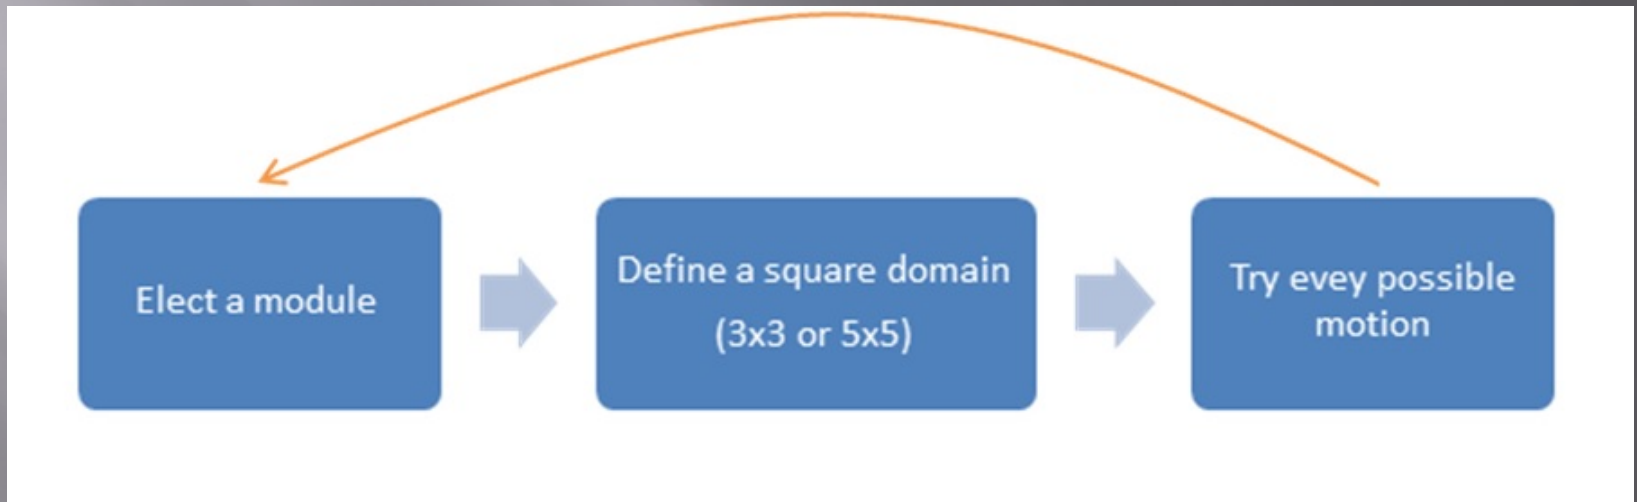 Elect a module
Define a square domain
(3x3 or 5x5)
Try evey possible
motion